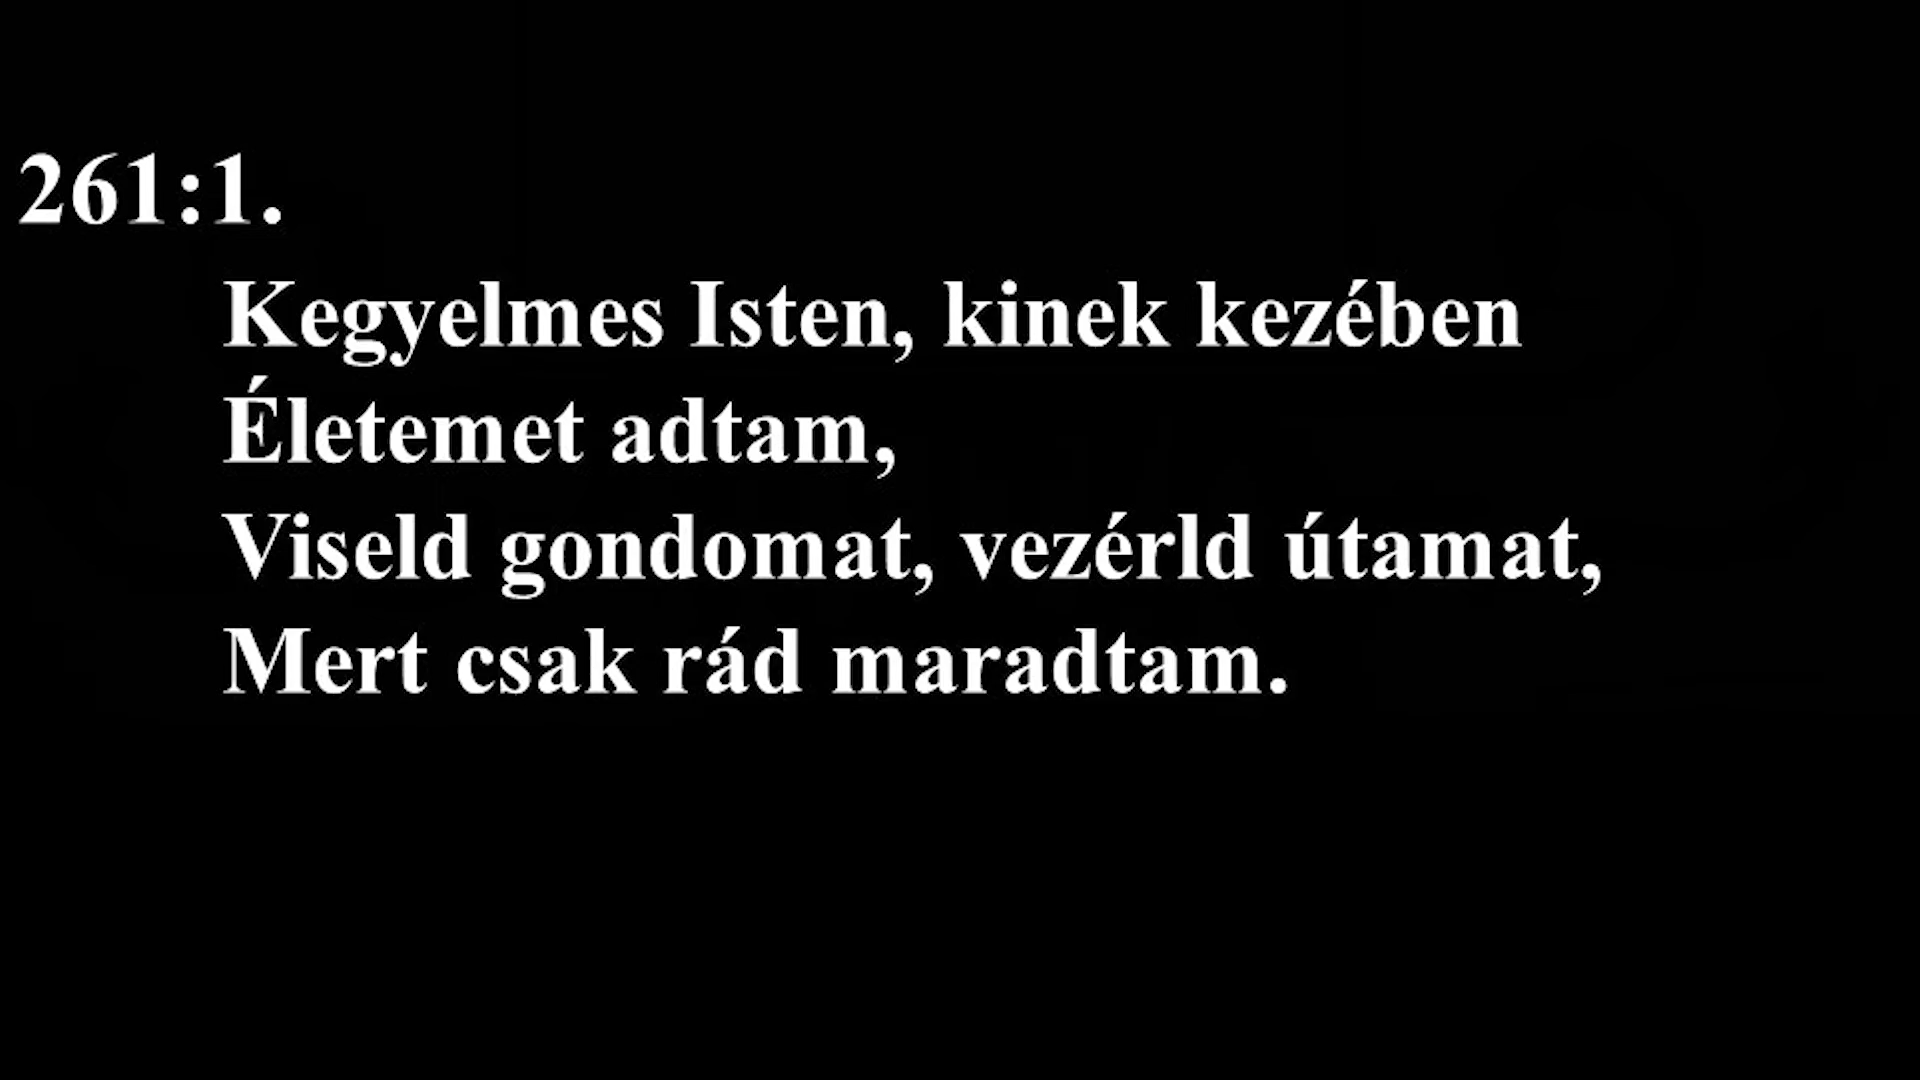 261:1.
Kegyelmes Isten, kinek kezében
Életemet adtam,
Viseld gondomat, vezérld útamat,
Mert csak rád maradtam.